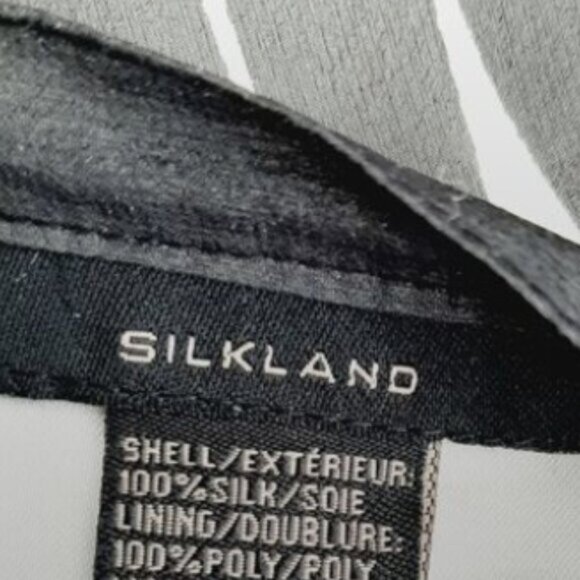 SILKLAND
SHELL/EXTÉRIEUR:
100%SILK/SOIE
LINING/DOUBLURE:
100%POLY/POLY